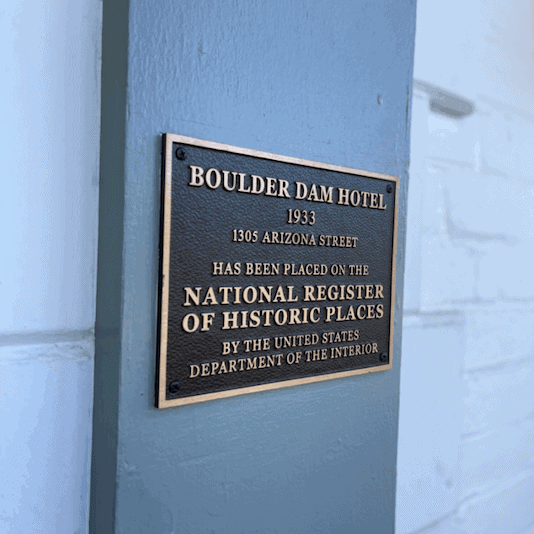 BOULDER DAM HOTEL
1933
1305 ARIZONA STREET
HAS BEEN PLACED ON THE
NATIONAL REGISTER
OF HISTORIC PLACES
BY THE UNITED STATES
DEPARTMENT OF THE INTERIOR